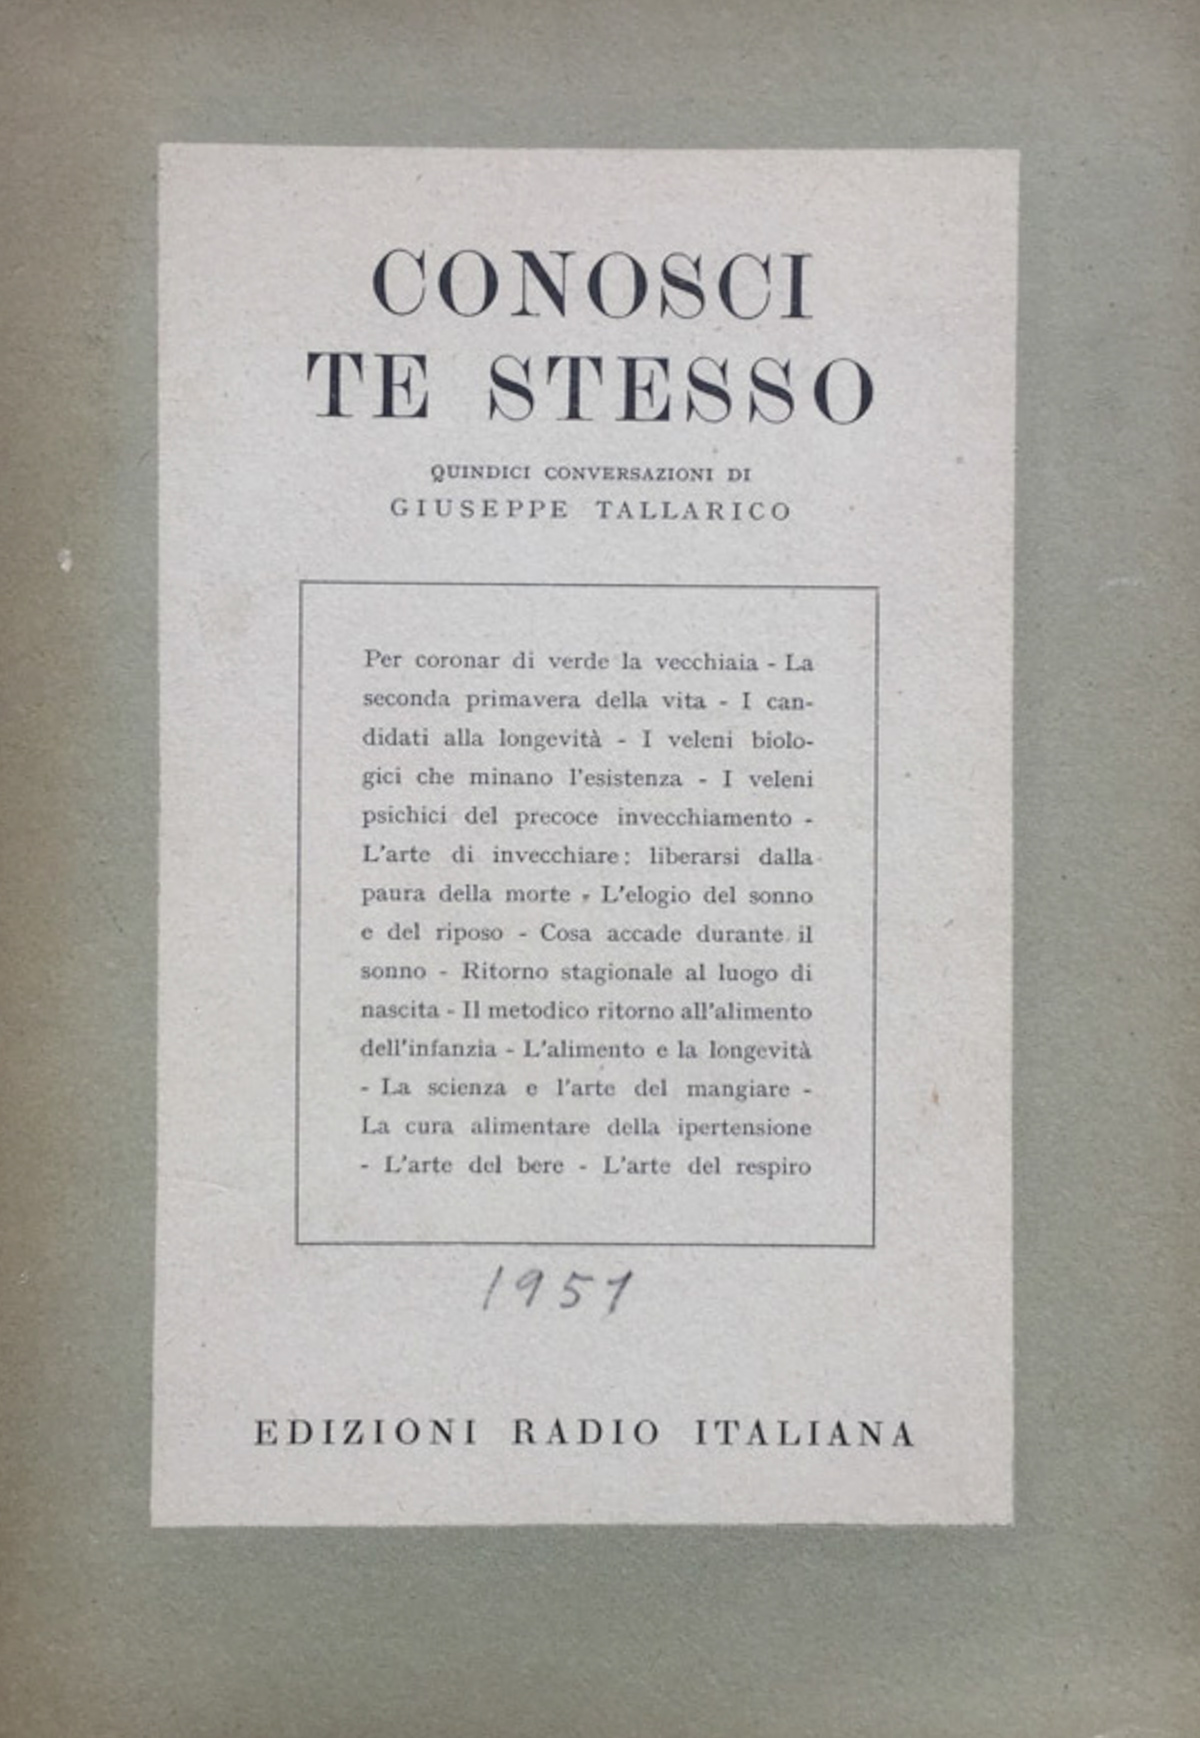 CONOSCI
TE STESSO
QUINDICI CONVERSAZIONI DI
GIUSEPPE TALLARICO
Per coronar di verde la vecchiaia - La
seconda primavera della vita - I can-
didati alla longevità - I veleni biolo-
gici che minano l'esistenza - I veleni
psichici del precoce invecchiamento -
L'arte di invecchiare: liberarsi dalla
paura della morte - L'elogio del sonno
e del riposo - Cosa accade durante il
sonno - Ritorno stagionale al luogo di
nascita - Il metodico ritorno all'alimento
dell'infanzia - L'alimento e la longevità
- La scienza e l'arte del mangiare -
La cura alimentare della ipertensione
- L'arte del bere - L'arte del respiro
1951
EDIZIONI RADIO ITALIANA